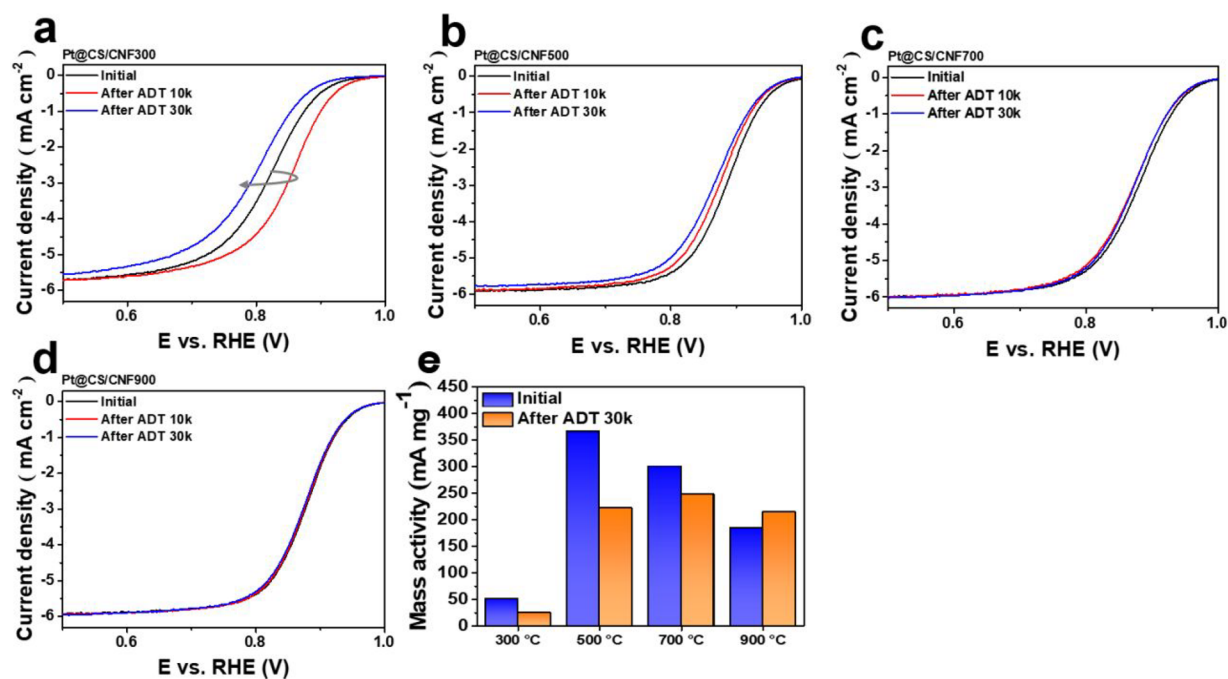 a
Pt@CS/CNF300
Initial
After ADT 10k
After ADT 30k
Current density ( mA cm-2)
0
-1
-2
-3
-4
-5
-6
0.6
0.8
1.0
E vs. RHE (V)
b
Pt@CS/CNF500
Initial
After ADT 10k
After ADT 30k
Current density ( mA cm-2)
0
-1
-2
-3
-4
-5
-6
0.6
0.8
1.0
E vs. RHE (V)
c
Pt@CS/CNF700
Initial
After ADT 10k
After ADT 30k
Current density ( mA cm-2)
0
-1
-2
-3
-4
-5
-6
0.6
0.8
1.0
E vs. RHE (V)
d
Pt@CS/CNF900
Initial
After ADT 10k
After ADT 30k
Current density ( mA cm-2)
0
-1
-2
-3
-4
-5
-6
0.6
0.8
1.0
E vs. RHE (V)
e
Initial
After ADT 30k
Mass activity (mA mg-1)
450
400
350
300
250
200
150
100
50
0
300 °C
500 °C
700 °C
900 °C